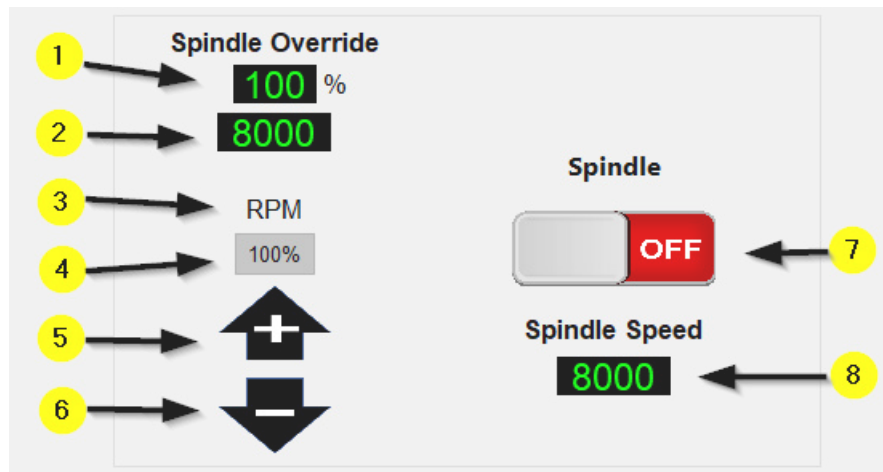 Spindle Override
1
100 %
2
8000
3
RPM
4
100%
5
+
6
−
Spindle
OFF
7
Spindle Speed
8000
8